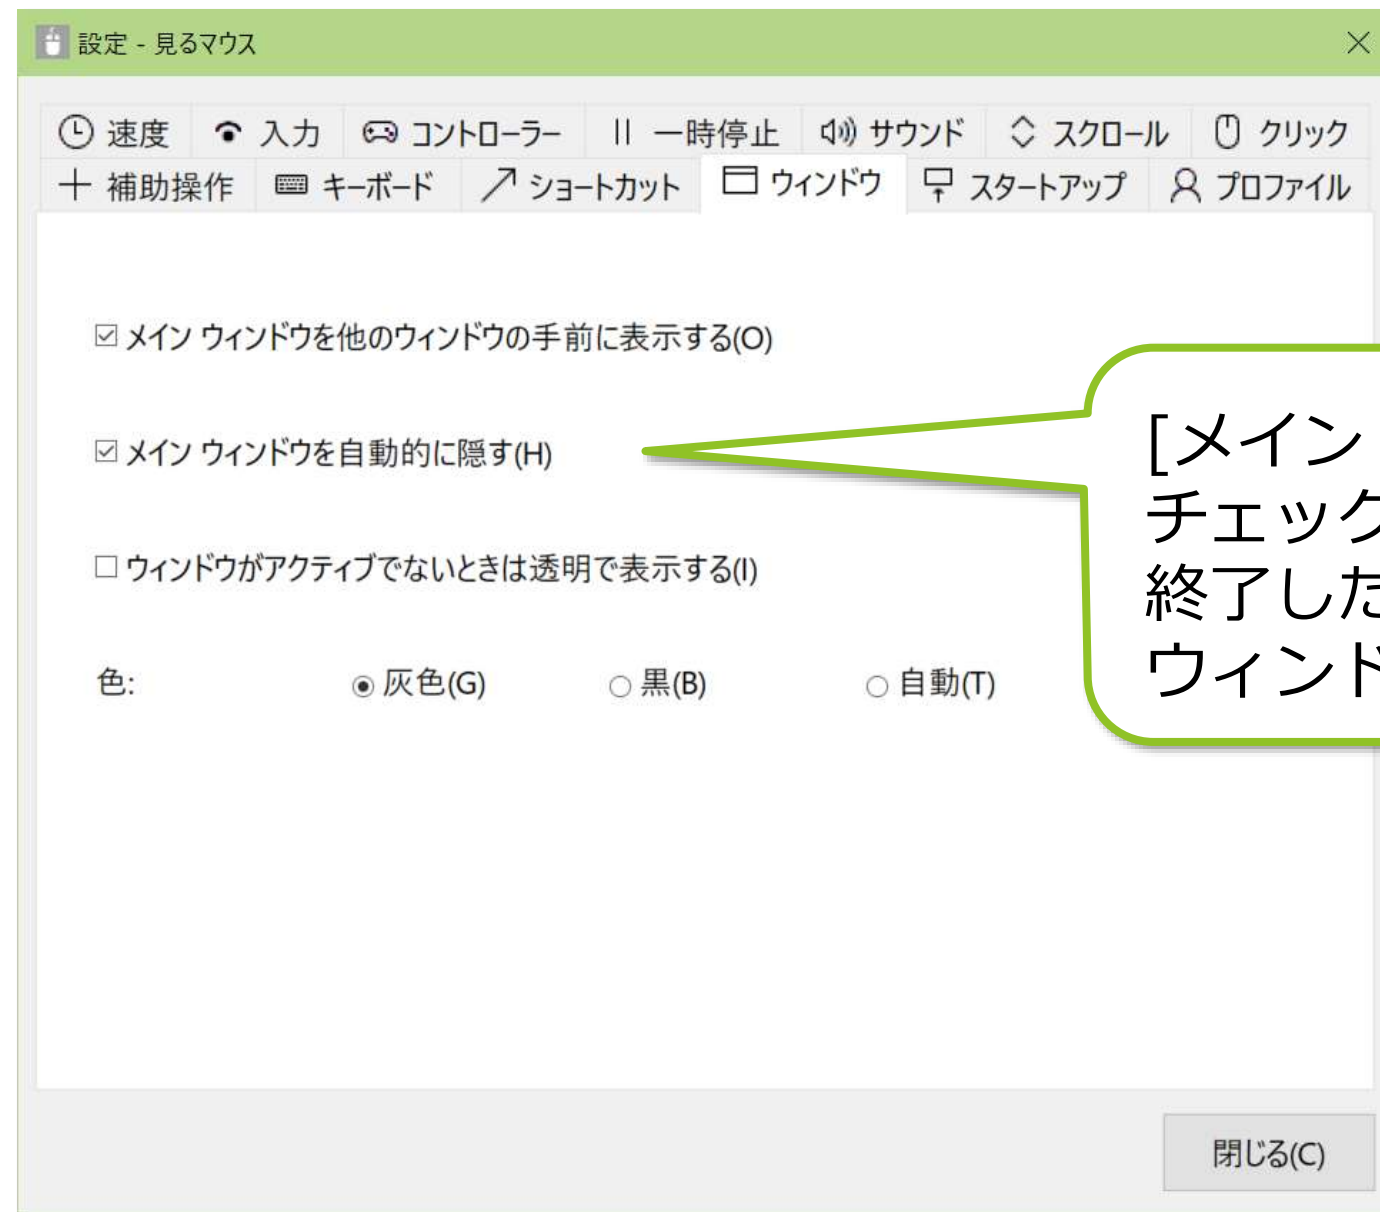 設定 - 見るマウス
速度 入力 コントローラー 一時停止 サウンド スクロール クリック
補助操作 キーボード ショートカット ウィンドウ スタートアップ プロファイル
メイン ウィンドウを他のウィンドウの手前に表示する(O)
メイン ウィンドウを自動的に隠す(H)
ウィンドウがアクティブでないときは透明で表示する(I)
色: 灰色(G) 黒(B) 自動(T)
[メイン
チェック
終了した
ウィンド
閉じる(C)